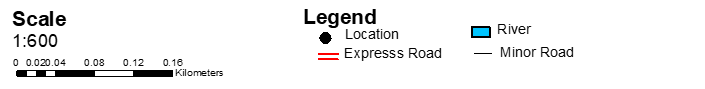 Scale
1:600
0 0.020.04 0.08 0.12 0.16
Kilometers
Legend
Location
Expresss Road
River
Minor Road